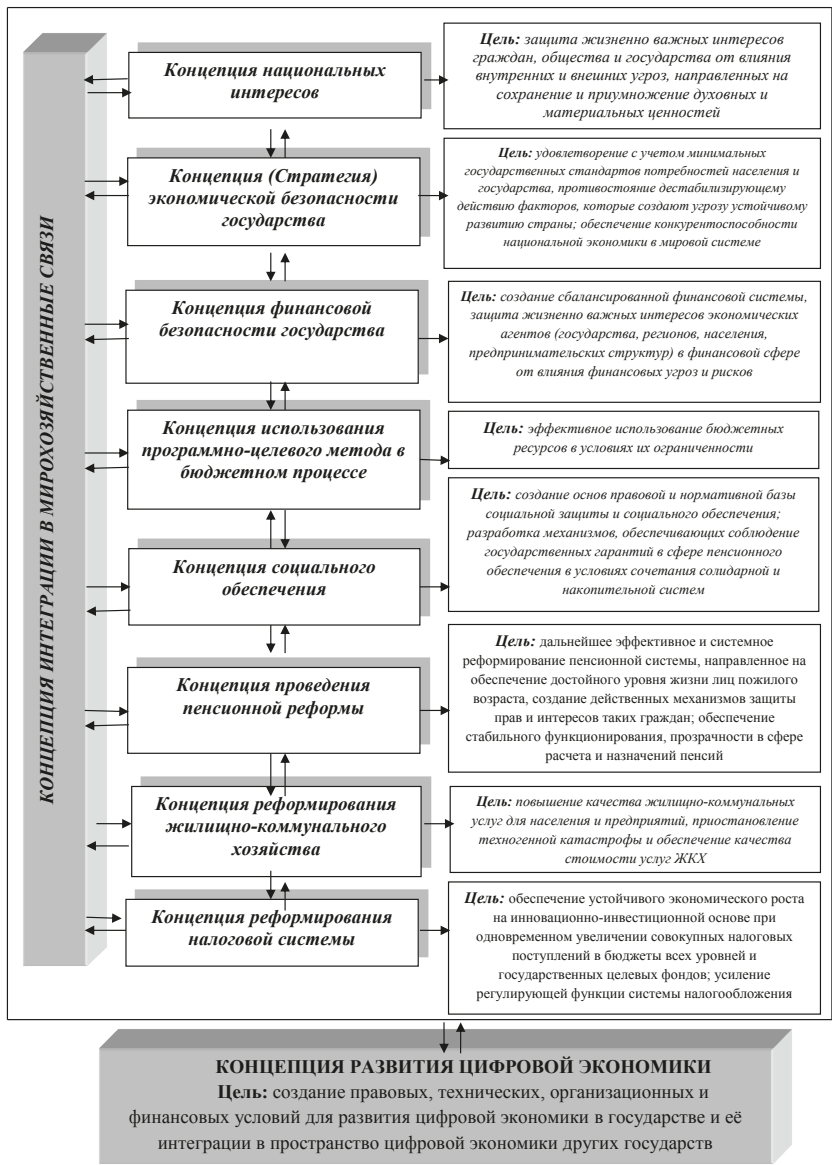 КОНЦЕПЦИЯ ИНТЕГРАЦИИ В МИРОХОЗЯЙСТВЕННЫЕ СВЯЗИ
Концепция национальных
интересов
Цель: защита жизненно важных интересов
граждан, общества и государства от влияния
внутренних и внешних угроз, направленных на
сохранение и приумножение духовных и
материальных ценностей
Концепция (Стратегия)
экономической безопасности
государства
Цель: удовлетворение с учетом минимальных
государственных стандартов потребностей населения и
государства, противостояние дестабилизирующему
действию факторов, которые создают угрозу устойчивому
развитию страны; обеспечение конкурентоспособности
национальной экономики в мировой системе
Концепция финансовой
безопасности государства
Цель: создание сбалансированной финансовой системы,
защита жизненно важных интересов экономических
агентов (государства, регионов, населения,
предпринимательских структур) в финансовой сфере
от влияния финансовых угроз и рисков
Концепция использования
программно-целевого метода в
бюджетном процессе
Цель: эффективное использование бюджетных
ресурсов в условиях их ограниченности
Концепция социального
обеспечения
Цель: создание основ правовой и нормативной базы
социальной защиты и социального обеспечения;
разработка механизмов, обеспечивающих соблюдение
государственных гарантий в сфере пенсионного
обеспечения в условиях сочетания солидарной и
накопительной систем
Концепция проведения
пенсионной реформы
Цель: дальнейшее эффективное и системное
реформирование пенсионной системы, направленное на
обеспечение достойного уровня жизни лиц пожилого
возраста, создание действенных механизмов защиты
прав и интересов таких граждан; обеспечение
стабильного функционирования, прозрачности в сфере
расчета и назначений пенсий
Концепция реформирования
жилищно-коммунального
хозяйства
Цель: повышение качества жилищно-коммунальных
услуг для населения и предприятий, приостановление
техногенной катастрофы и обеспечение качества
стоимости услуг ЖКХ
Концепция реформирования
налоговой системы
Цель: обеспечение устойчивого экономического роста
на инновационно-инвестиционной основе при
одновременном увеличении совокупных налоговых
поступлений в бюджеты всех уровней и
государственных целевых фондов; усиление
регулирующей функции системы налогообложения
КОНЦЕПЦИЯ РАЗВИТИЯ ЦИФРОВОЙ ЭКОНОМИКИ
Цель: создание правовых, технических, организационных и
финансовых условий для развития цифровой экономики в государстве и её
интеграции в пространство цифровой экономики других государств